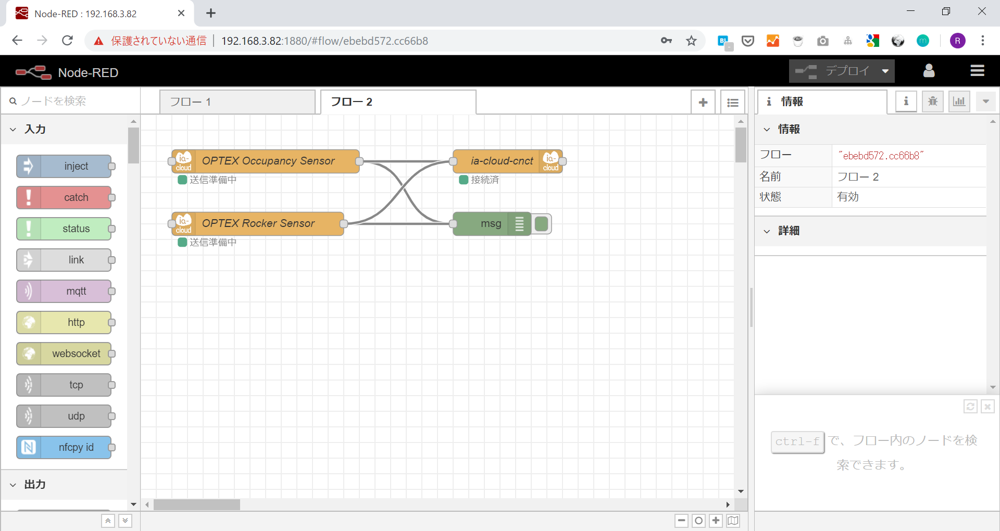 Node-RED : 192.168.3.82
保護されていない通信
192.168.3.82:1880/#flow/ebebd572.cc66b8
B!
m
R
Node-RED
デプロイ
ノードを検索
フロー 1
フロー 2
情報
入力
inject
catch
status
link
mqtt
http
websocket
tcp
udp
nfcpy id
出力
ia-cloud
OPTEX Occupancy Sensor
送信準備中
ia-cloud-cnct
ia-cloud
接続済
ia-cloud
OPTEX Rocker Sensor
送信準備中
msg
情報
フロー
"ebebd572.cc66b8"
名前
フロー 2
状態
有効
詳細
ctrl-f で、フロー内のノードを検
索できます。